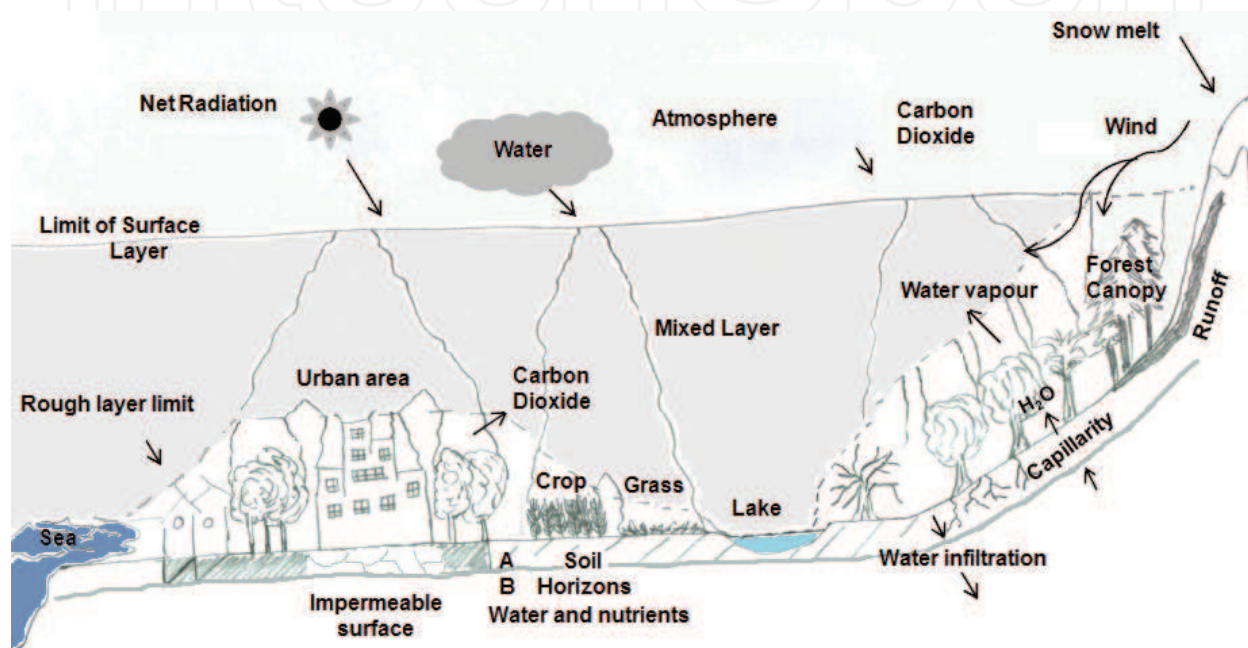 Snow melt
Net Radiation
Carbon
Dioxide
Atmosphere
Wind
Water
Limit of Surface
Layer
Forest
Canopy
Water vapour
Runoff
Mixed Layer
Urban area
Carbon
Dioxide
Rough layer limit
H₂O
Capillarity
Crop
Grass
Lake
Sea
A
Soil
Water infiltration
B
Horizons
Impermeable
surface
Water and nutrients